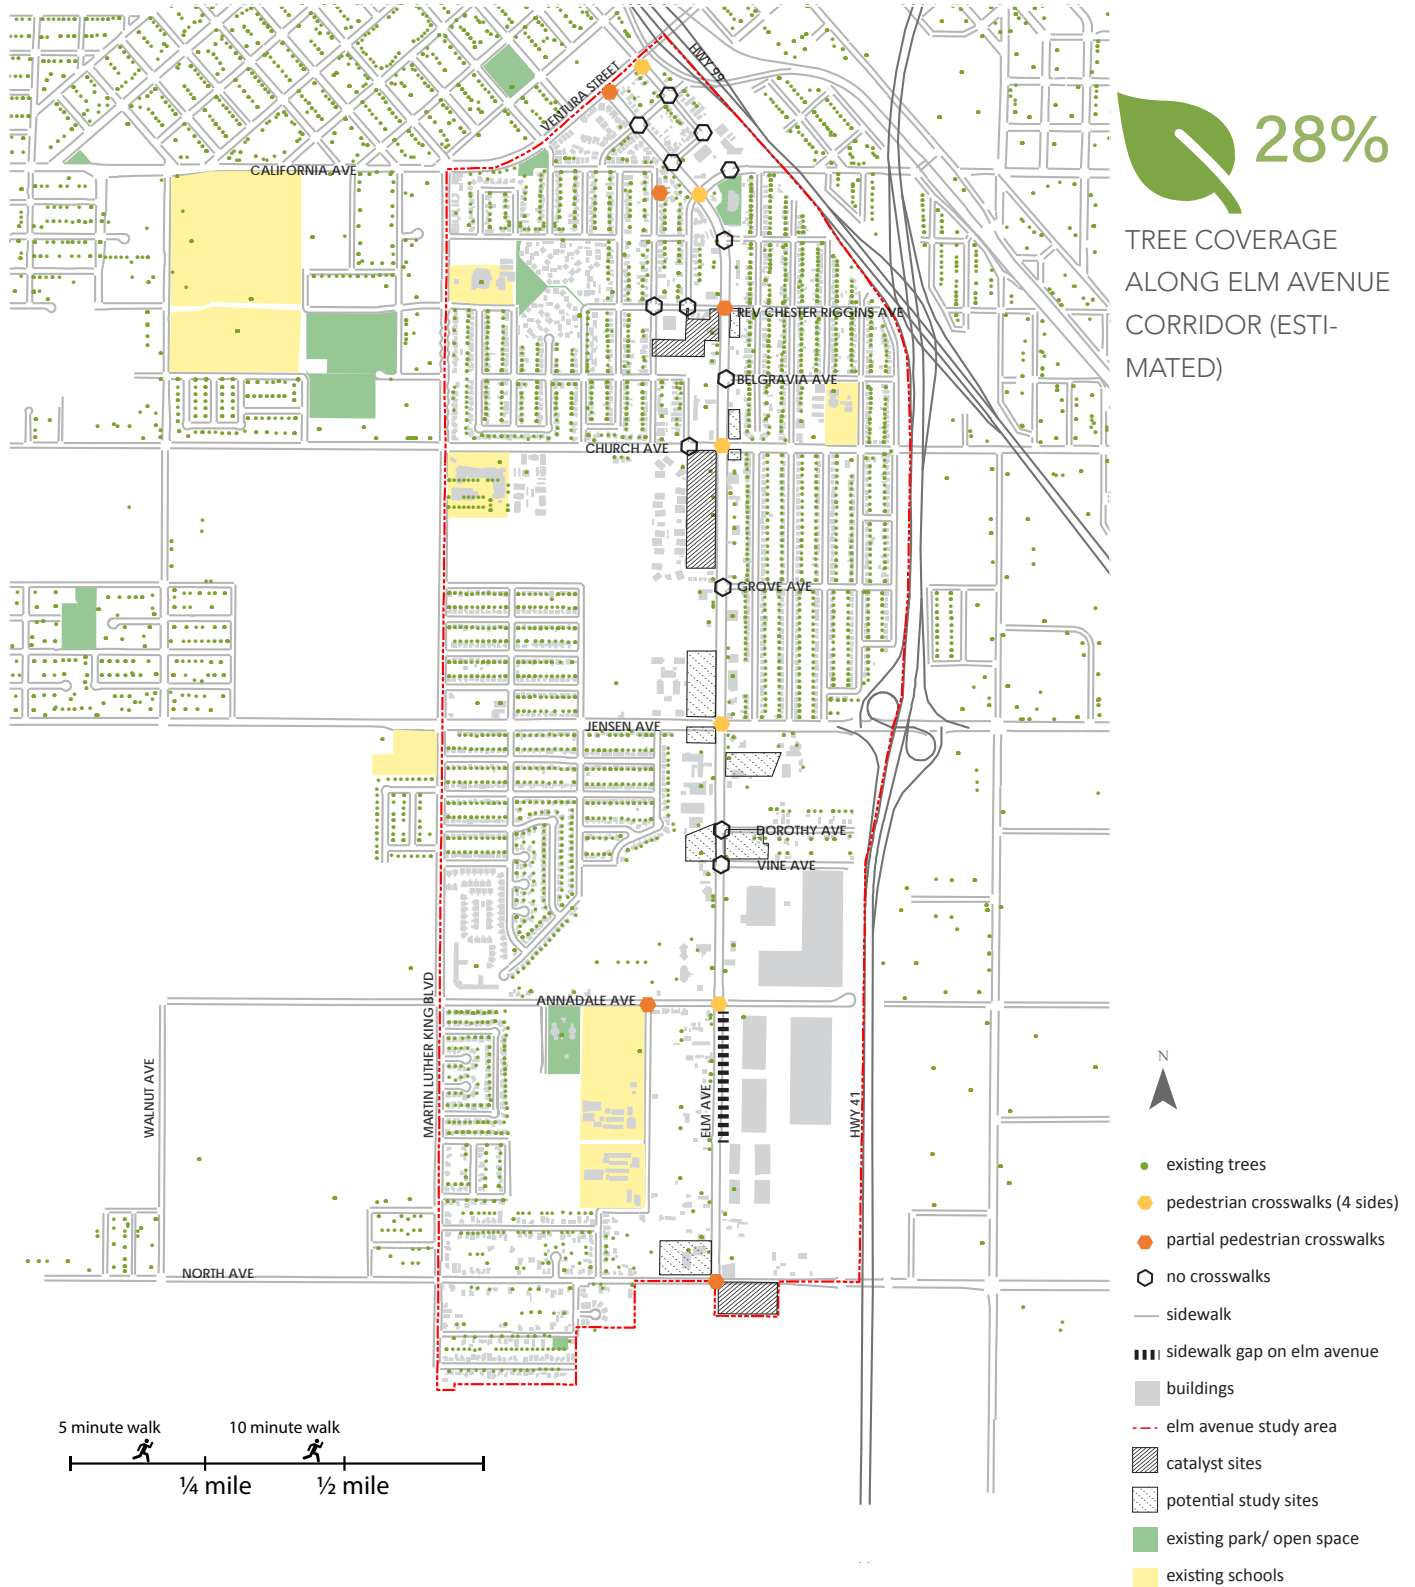 HWY 99
VENTURA STREET
CALIFORNIA AVE
28%
TREE COVERAGE
ALONG ELM AVENUE
CORRIDOR (ESTI-
MATED)
REV CHESTER RIGGINS AVE
BELGRAVIA AVE
CHURCH AVE
GROVE AVE
JENSEN AVE
DOROTHY AVE
VINE AVE
ANNADALE AVE
MARTIN LUTHER KING BLVD
WALNUT AVE
ELM AVE
HWY 41
NORTH AVE
N
existing trees
pedestrian crosswalks (4 sides)
partial pedestrian crosswalks
no crosswalks
sidewalk
sidewalk gap on elm avenue
buildings
elm avenue study area
catalyst sites
potential study sites
existing park/ open space
existing schools
5 minute walk
10 minute walk
¼ mile
½ mile